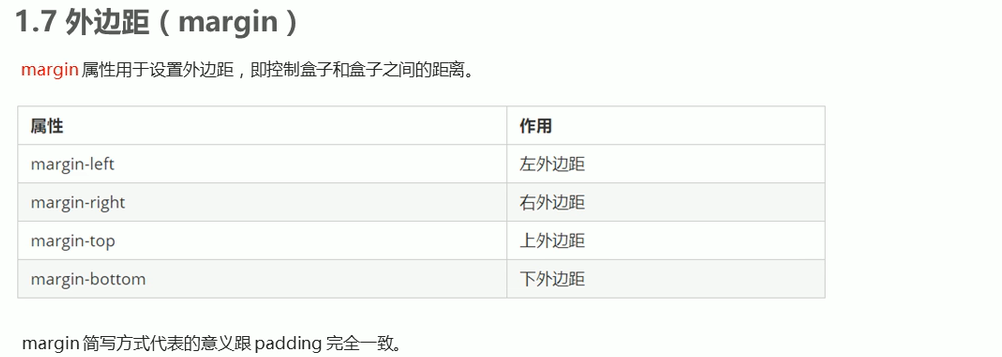 1.7 外边距（margin）
margin 属性用于设置外边距，即控制盒子和盒子之间的距离。
属性 作用
margin-left 左外边距
margin-right 右外边距
margin-top 上外边距
margin-bottom 下外边距
margin 简写方式代表的意义跟 padding 完全一致。